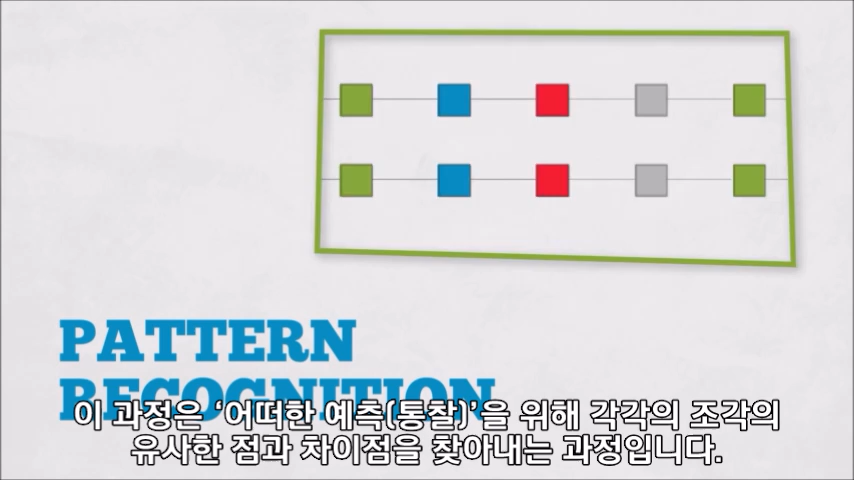 PATTERN
RECOGNITION
이 과정은 ‘어떠한 예측(통찰)’을 위해 각각의 조각의
유사한 점과 차이점을 찾아내는 과정입니다.